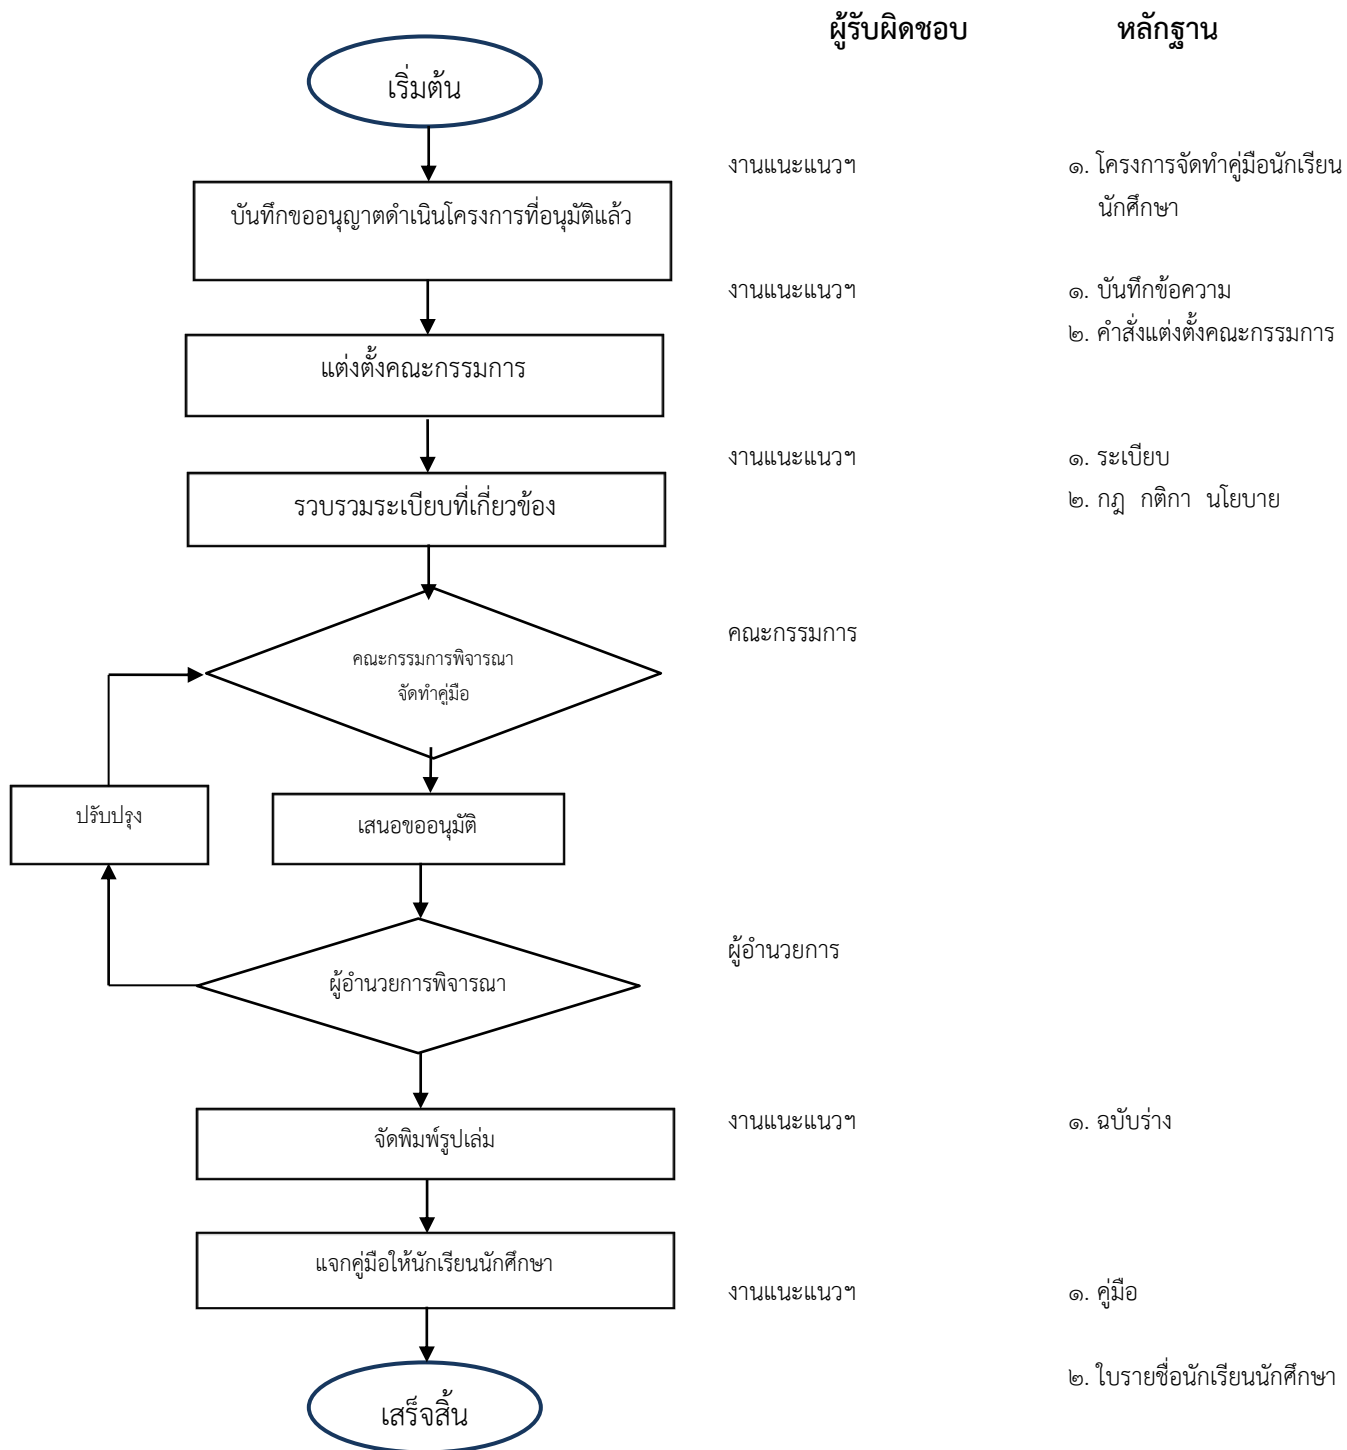 ผู้รับผิดชอบ หลักฐาน
เริ่มต้น
งานแนะแนวฯ ๑. โครงการจัดทำคู่มือนักเรียน
นักศึกษา
บันทึกขออนุญาตดำเนินโครงการที่อนุมัติแล้ว
งานแนะแนวฯ ๑. บันทึกข้อความ
๒. คำสั่งแต่งตั้งคณะกรรมการ
แต่งตั้งคณะกรรมการ
งานแนะแนวฯ ๑. ระเบียบ
รวบรวมระเบียบที่เกี่ยวข้อง ๒. กฎ กติกา นโยบาย
คณะกรรมการ
คณะกรรมการพิจารณา
จัดทำคู่มือ
ปรับปรุง
เสนอขออนุมัติ
ผู้อำนวยการ
ผู้อำนวยการพิจารณา
งานแนะแนวฯ ๑. ฉบับร่าง
จัดพิมพ์รูปเล่ม
แจกคู่มือให้นักเรียนนักศึกษา
งานแนะแนวฯ ๑. คู่มือ
๒. ใบรายชื่อนักเรียนนักศึกษา
เสร็จสิ้น